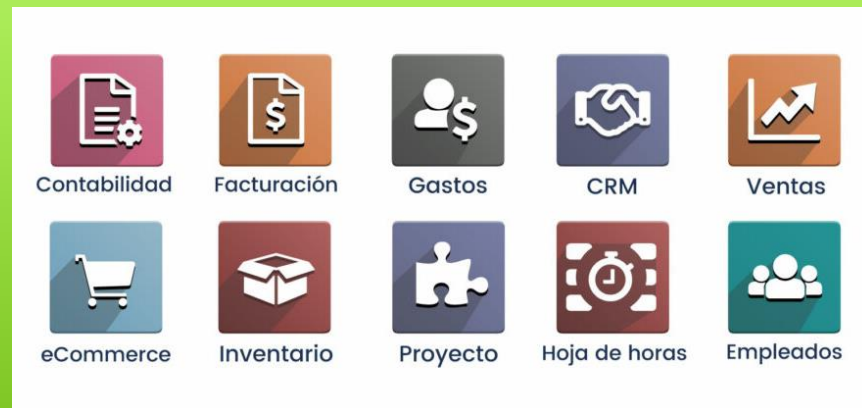 Contabilidad
Facturación
Gastos
CRM
Ventas
eCommerce
Inventario
Proyecto
Hoja de horas
Empleados